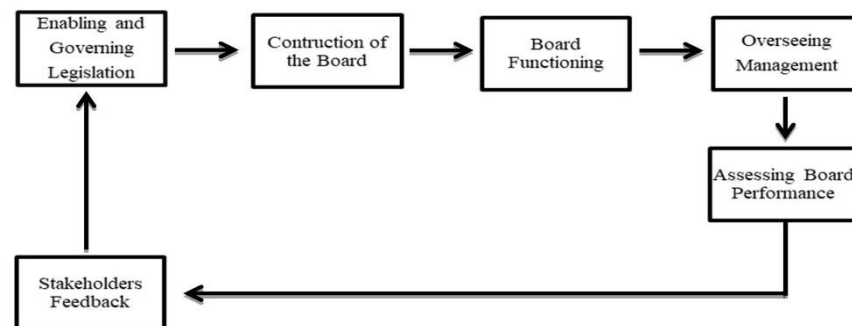 Enabling and
Governing
Legislation
Contruction of
the Board
Board
Functioning
Overseeing
Management
Assessing Board
Performance
Stakeholders
Feedback